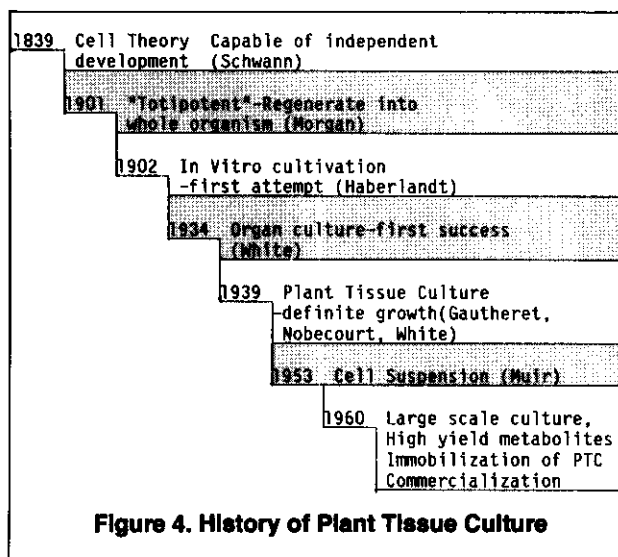 1839 Cell Theory Capable of independent
development (Schwann)
1901 "Totipotent"-Regenerate into
whole organism (Morgan)
1902 In Vitro cultivation
-first attempt (Haberlandt)
1934 Organ culture-first success
(White)
1939 Plant Tissue Culture
-definite growth(Gautheret,
Nobecourt, White)
1953 Cell Suspension (Muir)
1960 Large scale culture,
High yield metabolites
Immobilization of PTC
Commercialization
Figure 4. History of Plant Tissue Culture